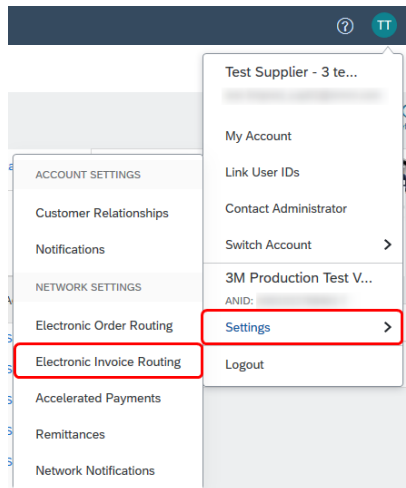 TT
Test Supplier - 3 te...
My Account
Link User IDs
Contact Administrator
Switch Account
3M Production Test V...
ANID:
Settings
Logout
ACCOUNT SETTINGS
Customer Relationships
Notifications
NETWORK SETTINGS
Electronic Order Routing
Electronic Invoice Routing
Accelerated Payments
Remittances
Network Notifications